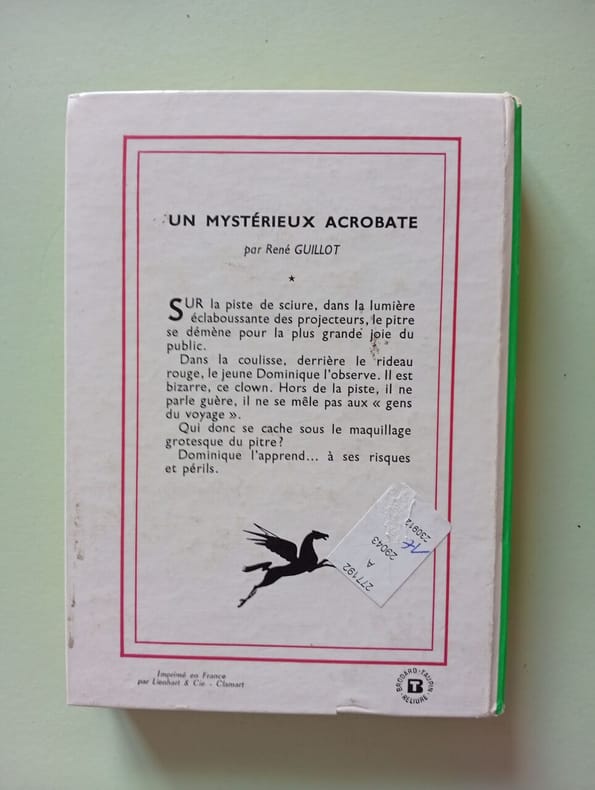 UN MYSTÉRIEUX ACROBATE
par René GUILLOT
SUR la piste de sciure, dans la lumière
éclaboussante des projecteurs, le pitre
se démène pour la plus grande joie du
public.
Dans la coulisse, derrière le rideau
rouge, le jeune Dominique l'observe. Il est
bizarre, ce clown. Hors de la piste, il ne
parle guère, il ne se mêle pas aux « gens
du voyage ».
Qui donc se cache sous le maquillage
grotesque du pitre?
Dominique l'apprend... à ses risques
et périls.
230912
1€
29043
A
277192
Imprimé en France
par Lienhart & Cie - Clamart
BRODARD · TAUPIN
RELIURE